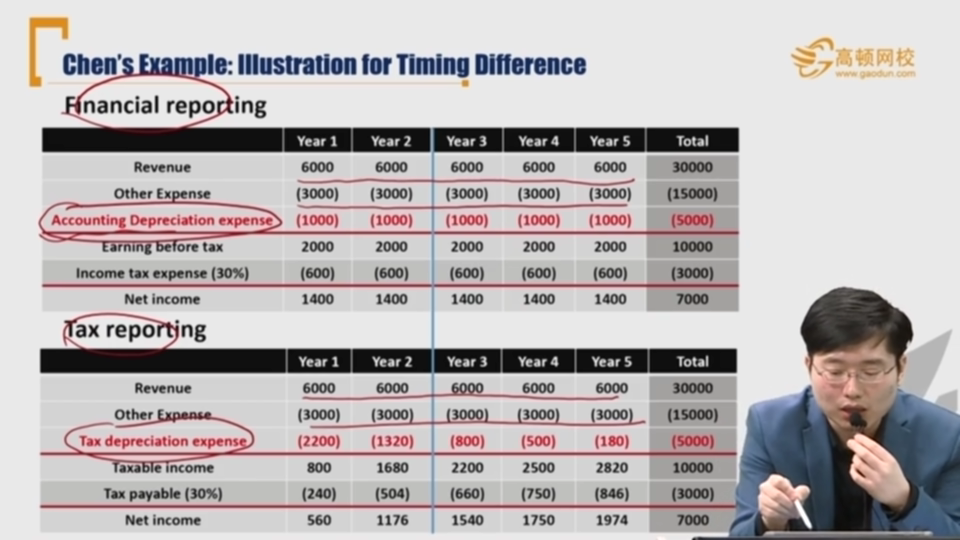 Chen's Example: Illustration for Timing Difference
高顿网校
www.gaodun.com
Financial reporting
Year 1 Year 2 Year 3 Year 4 Year 5 Total
Revenue 6000 6000 6000 6000 6000 30000
Other Expense (3000) (3000) (3000) (3000) (3000) (15000)
Accounting Depreciation expense (1000) (1000) (1000) (1000) (1000) (5000)
Earning before tax 2000 2000 2000 2000 2000 10000
Income tax expense (30%) (600) (600) (600) (600) (600) (3000)
Net income 1400 1400 1400 1400 1400 7000
Tax reporting
Year 1 Year 2 Year 3 Year 4 Year 5 Total
Revenue 6000 6000 6000 6000 6000 30000
Other Expense (3000) (3000) (3000) (3000) (3000) (15000)
Tax depreciation expense (2200) (1320) (800) (500) (180) (5000)
Taxable income 800 1680 2200 2500 2820 10000
Tax payable (30%) (240) (504) (660) (750) (846) (3000)
Net income 560 1176 1540 1750 1974 7000